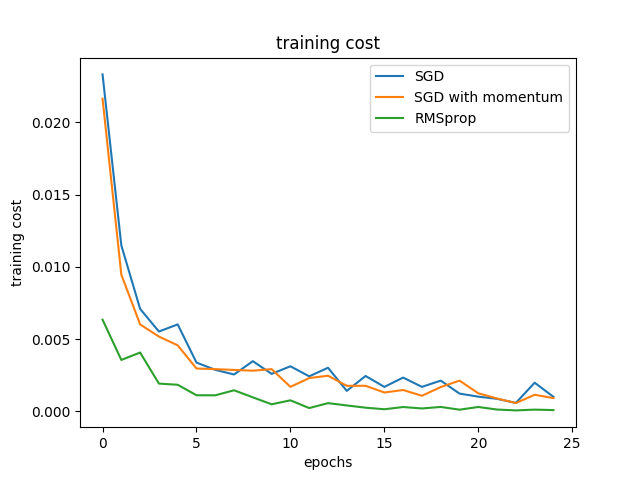 training cost
SGD
SGD with momentum
RMSprop
training cost
0.020
0.015
0.010
0.005
0.000
0
5
10
15
20
25
epochs